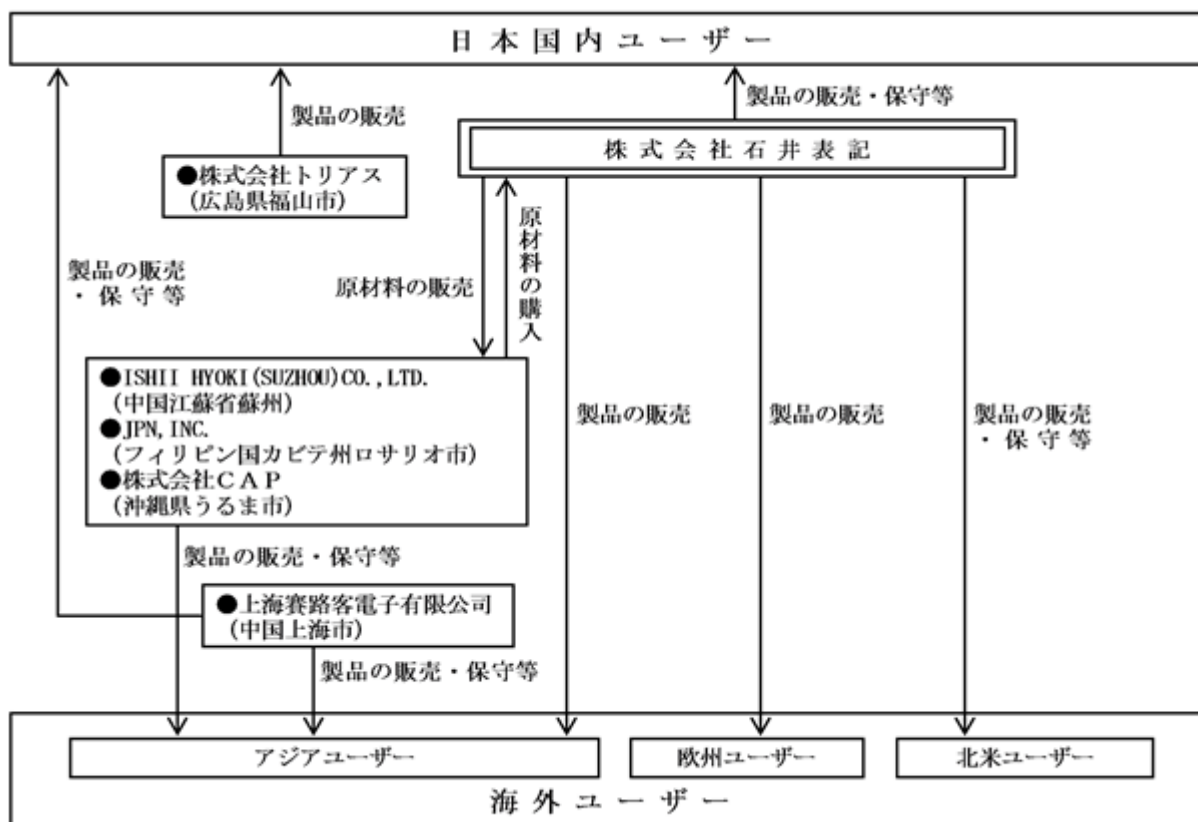 日本国内ユーザー
製品の販売
製品の販売・保守等
株式会社石井表記
●株式会社トリアス
(広島県福山市)
製品の販売
・保守等
原材料の販売
原材料の購入
●ISHII HYOKI(SUZHOU)CO.,LTD.
(中国江蘇省蘇州)
●JPN,INC.
(フィリピン国カビテ州ロサリオ市)
●株式会社CAP
(沖縄県うるま市)
製品の販売
製品の販売
製品の販売
・保守等
製品の販売・保守等
●上海賽路客電子有限公司
(中国上海市)
製品の販売・保守等
アジアユーザー
欧州ユーザー
北米ユーザー
海外ユーザー